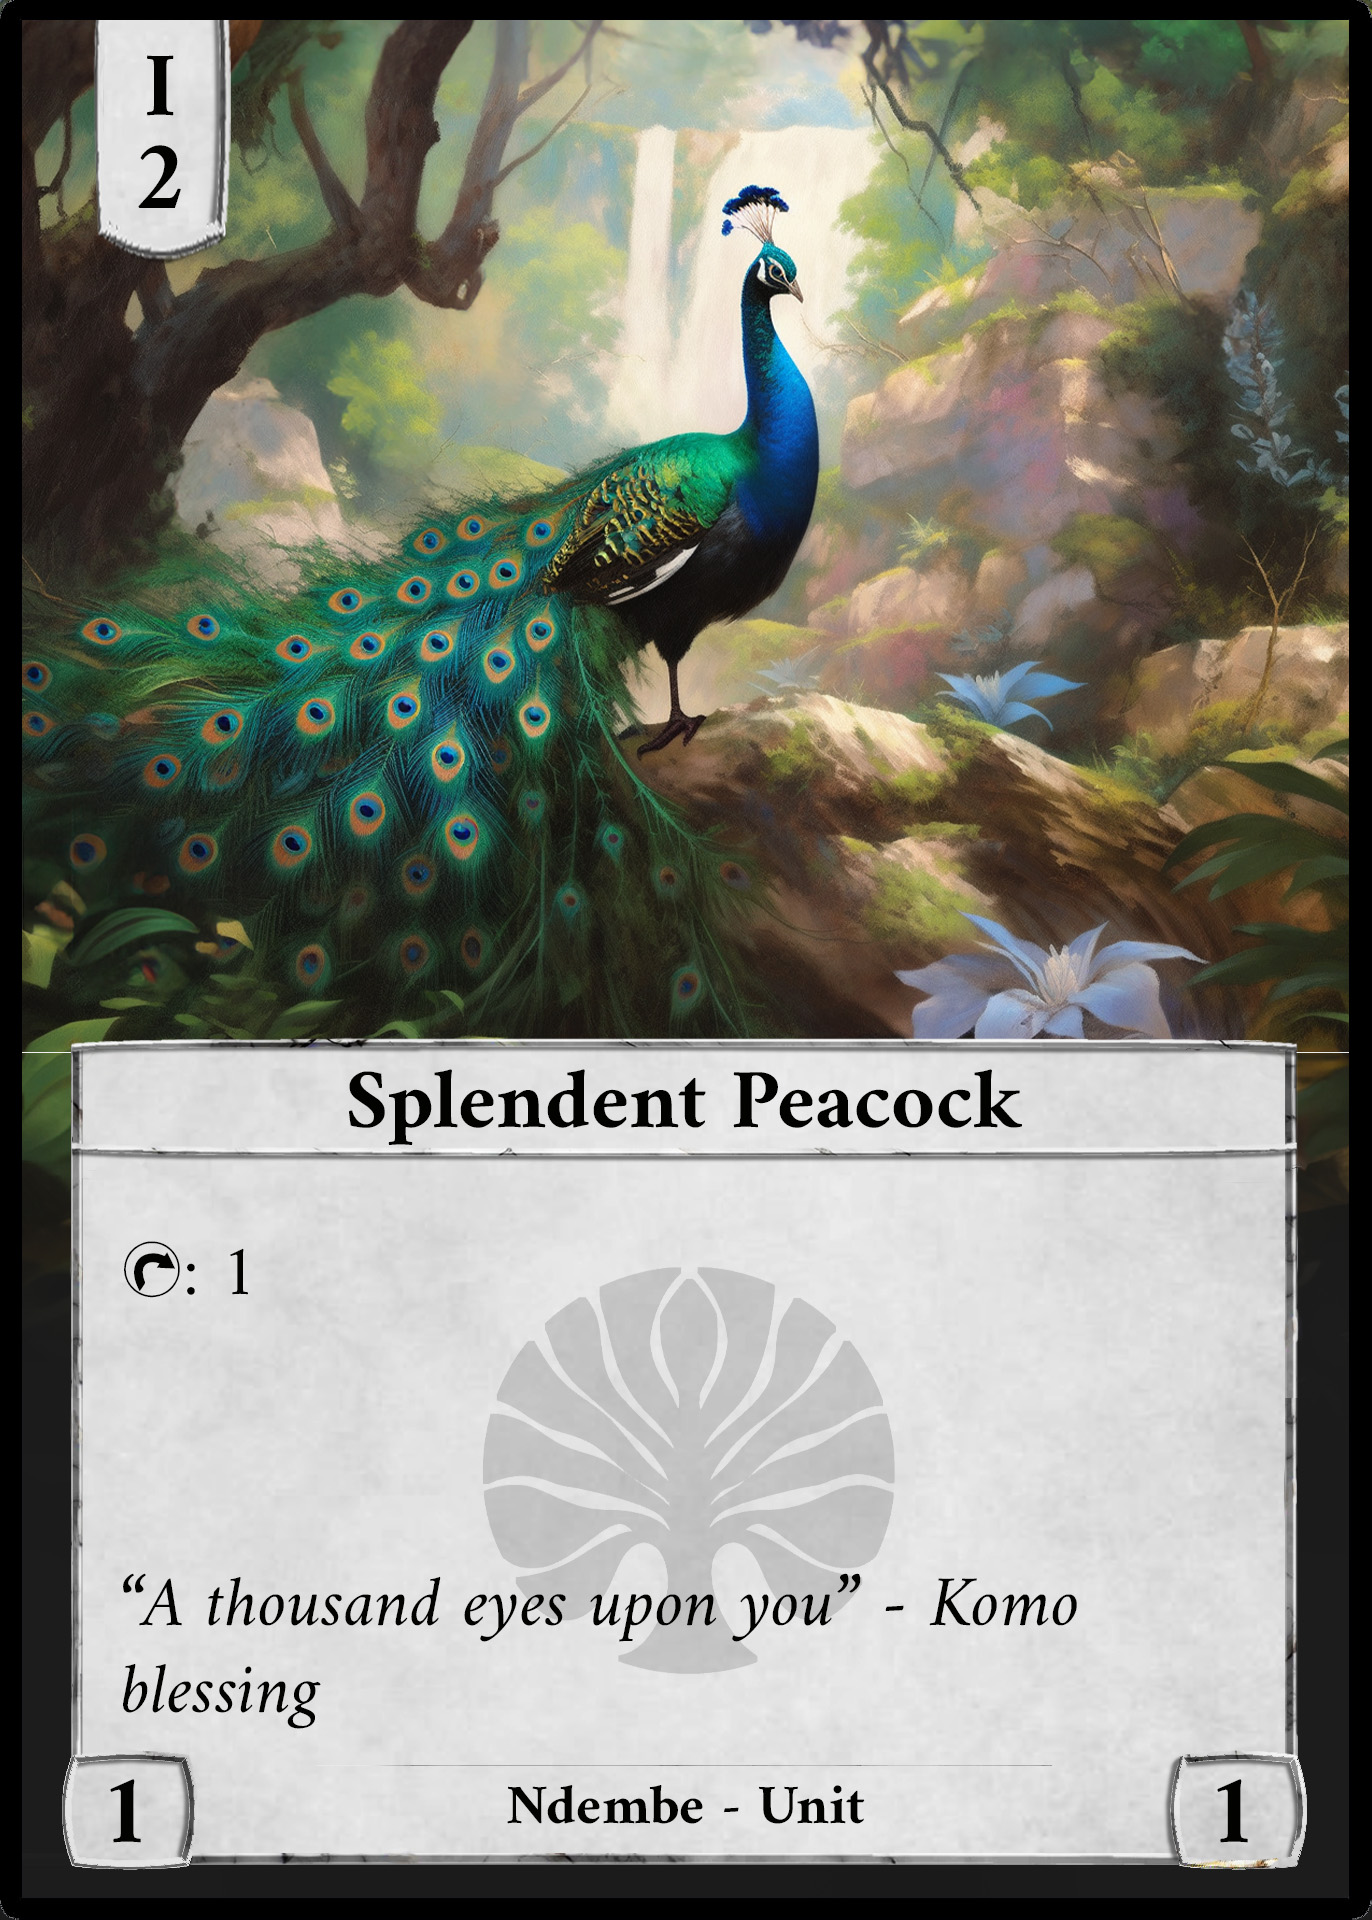 I
2
Splendent Peacock
: 1
“A thousand eyes upon you” - Komo
blessing
1
Ndembe - Unit
1